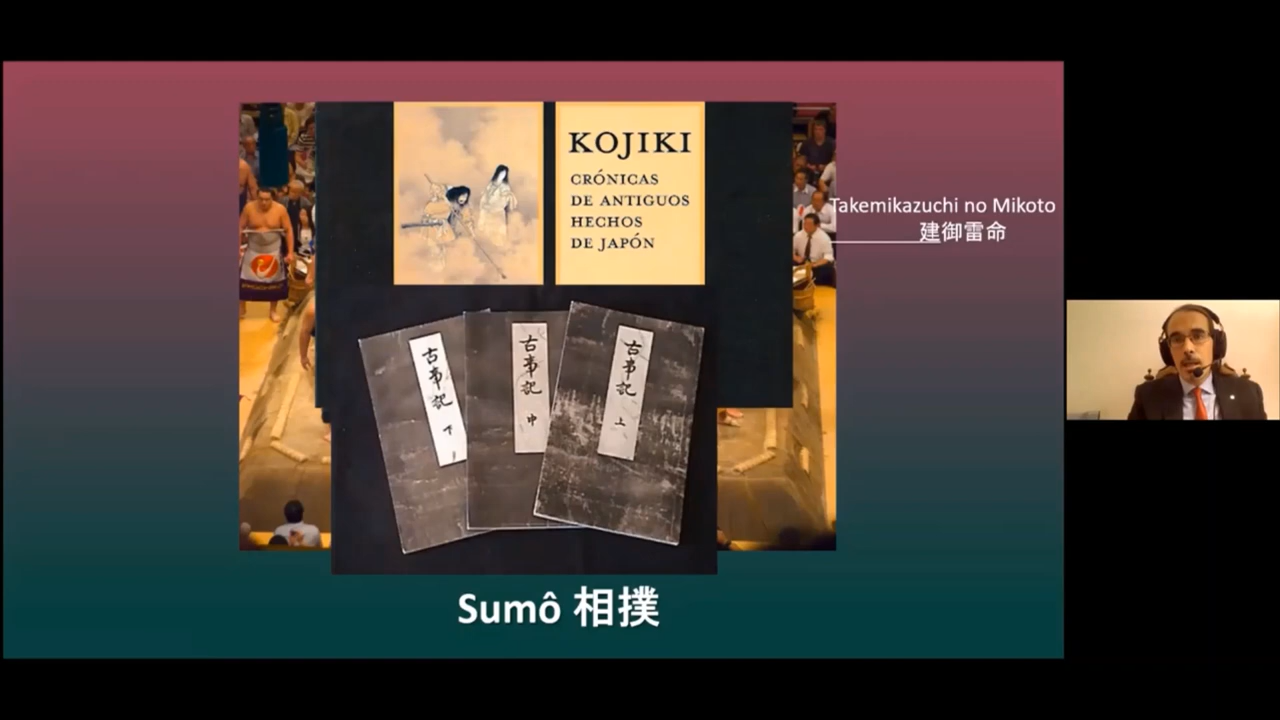 KOJIKI
CRÓNICAS
DE ANTIGUOS
HECHOS
DE JAPÓN
Takemikazuchi no Mikoto
建御雷命
古事記 下
古事記 中
古事記 上
Sumô 相撲